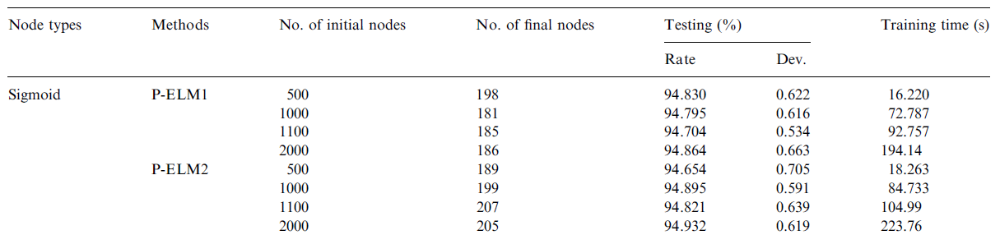 Node types Methods No. of initial nodes No. of final nodes Testing (%) Training time (s)
Rate Dev.
Sigmoid P-ELM1 500 198 94.830 0.622 16.220
1000 181 94.795 0.616 72.787
1100 185 94.704 0.534 92.757
2000 186 94.864 0.663 194.14
P-ELM2 500 189 94.654 0.705 18.263
1000 199 94.895 0.591 84.733
1100 207 94.821 0.639 104.99
2000 205 94.932 0.619 223.76